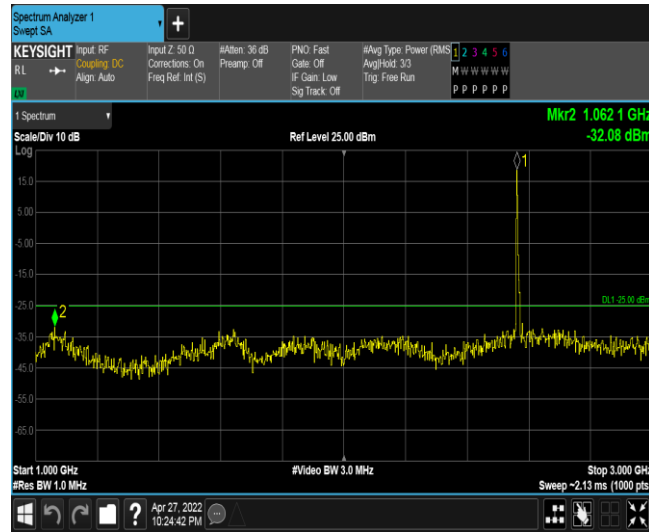 Spectrum Analyzer 1
Swept SA
+
KEYSIGHT
RL
Input: RF
Coupling: DC
Align: Auto
Input Z: 50 Ω
Corrections: On
Freq Ref: Int (S)
#Atten: 36 dB
Preamp: Off
PNO: Fast
Gate: Off
IF Gain: Low
Sig Track: Off
#Avg Type: Power (RMS
Avg|Hold: 3/3
Trig: Free Run
1 2 3 4 5 6
M W W W W W
P P P P P P
1 Spectrum
Scale/Div 10 dB
Ref Level 25.00 dBm
Mkr2 1.062 1 GHz
-32.08 dBm
Log
15.0
5.00
-5.00
-15.0
-25.0
-35.0
-45.0
-55.0
-65.0
1
2
DL1 -25.00 dBm
Start 1.000 GHz
#Res BW 1.0 MHz
#Video BW 3.0 MHz
Stop 3.000 GHz
Sweep ~2.13 ms (1000 pts
?
Apr 27, 2022
10:24:42 PM